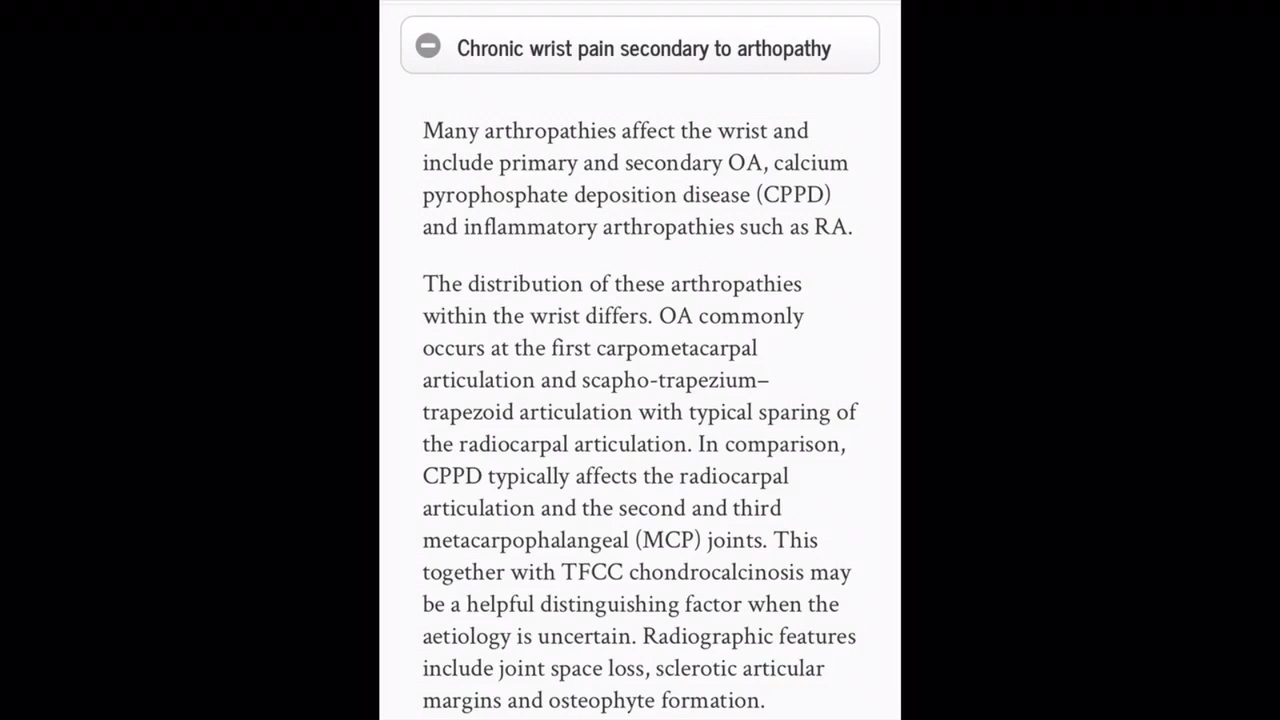 Chronic wrist pain secondary to arthopathy
Many arthropathies affect the wrist and
include primary and secondary OA, calcium
pyrophosphate deposition disease (CPPD)
and inflammatory arthropathies such as RA.
The distribution of these arthropathies
within the wrist differs. OA commonly
occurs at the first carpometacarpal
articulation and scapho-trapezium–
trapezoid articulation with typical sparing of
the radiocarpal articulation. In comparison,
CPPD typically affects the radiocarpal
articulation and the second and third
metacarpophalangeal (MCP) joints. This
together with TFCC chondrocalcinosis may
be a helpful distinguishing factor when the
aetiology is uncertain. Radiographic features
include joint space loss, sclerotic articular
margins and osteophyte formation.